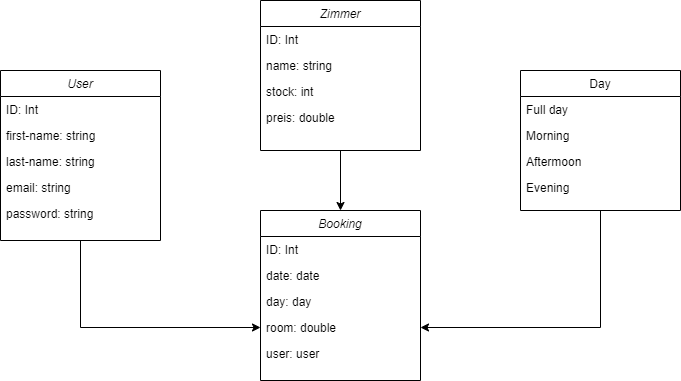 Zimmer
ID: Int
name: string
stock: int
preis: double
User
ID: Int
first-name: string
last-name: string
email: string
password: string
Day
Full day
Morning
Afternoon
Evening
Booking
ID: Int
date: date
day: day
room: double
user: user